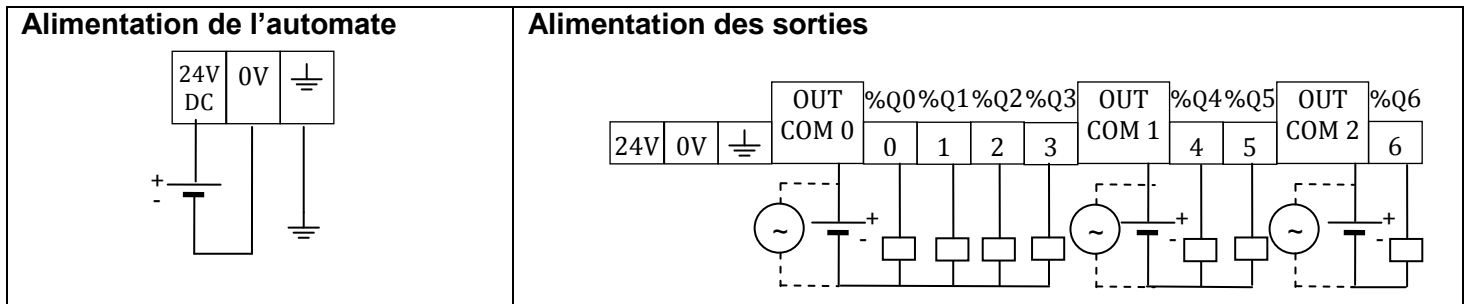 Alimentation de l’automate
24V 0V
DC
+
-
Alimentation des sorties
OUT %Q0 %Q1 %Q2 %Q3 OUT %Q4 %Q5 OUT %Q6
24V 0V COM 0 0 1 2 3 COM 1 4 5 COM 2 6
~ + - ~ + - ~ + -